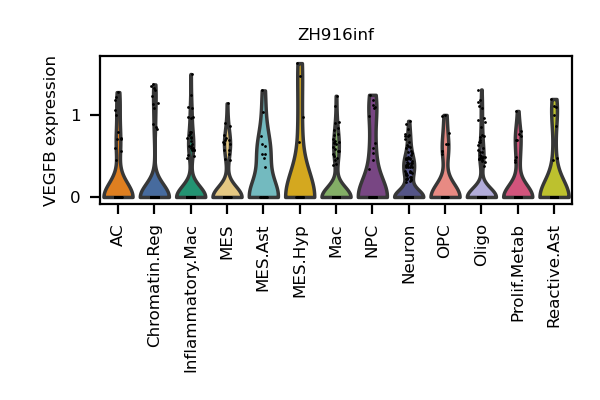 ZH916inf
VEGFB expression
1
0
AC
Chromatin.Reg
Inflammatory.Mac
MES
MES.Ast
MES.Hyp
Mac
NPC
Neuron
OPC
Oligo
Prolif.Metab
Reactive.Ast